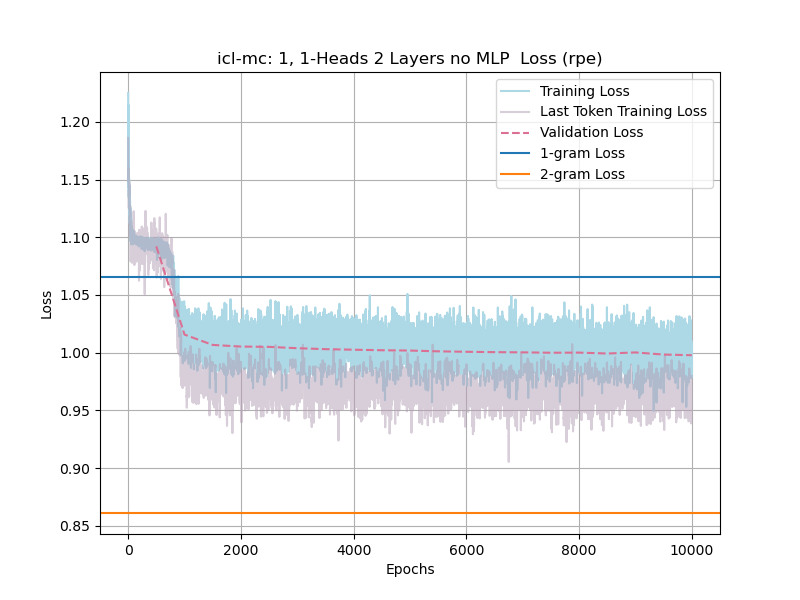 icl-mc: 1, 1-Heads 2 Layers no MLP  Loss (rpe)
Training Loss
Last Token Training Loss
Validation Loss
1-gram Loss
2-gram Loss
1.20
1.15
1.10
1.05
1.00
0.95
0.90
0.85
Loss
0 2000 4000 6000 8000 10000
Epochs